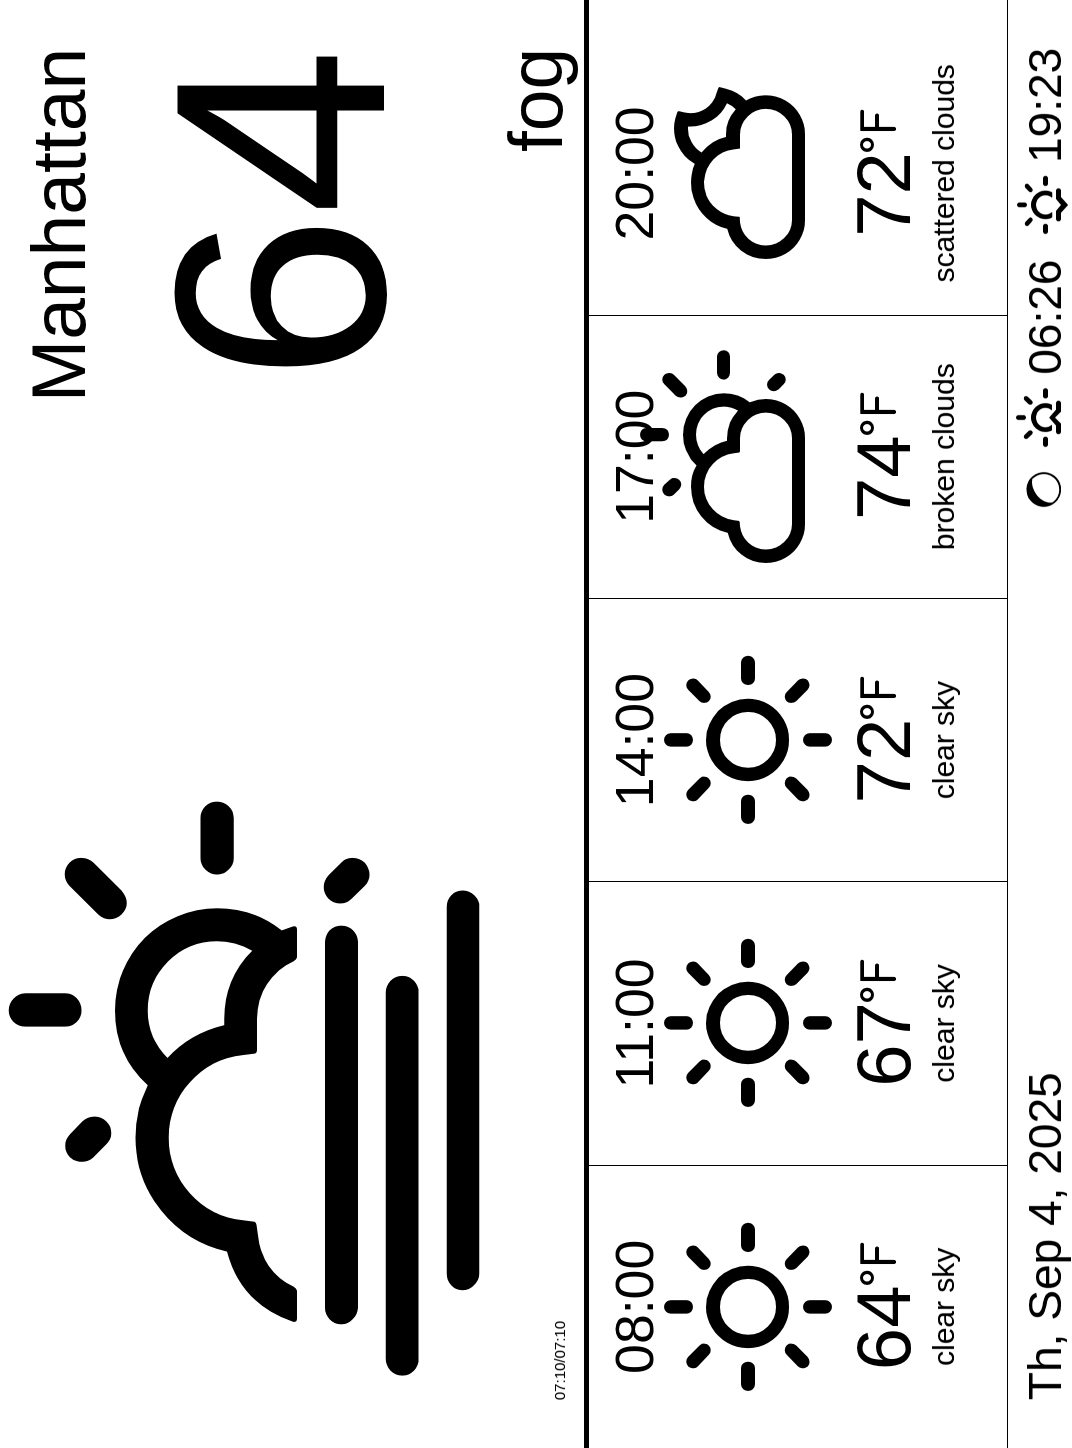 Manhattan
64
fog
07:10/07:10
08:00
64°F
clear sky
11:00
67°F
clear sky
14:00
72°F
clear sky
17:00
74°F
broken clouds
20:00
72°F
scattered clouds
Th, Sep 4, 2025 06:26 19:23